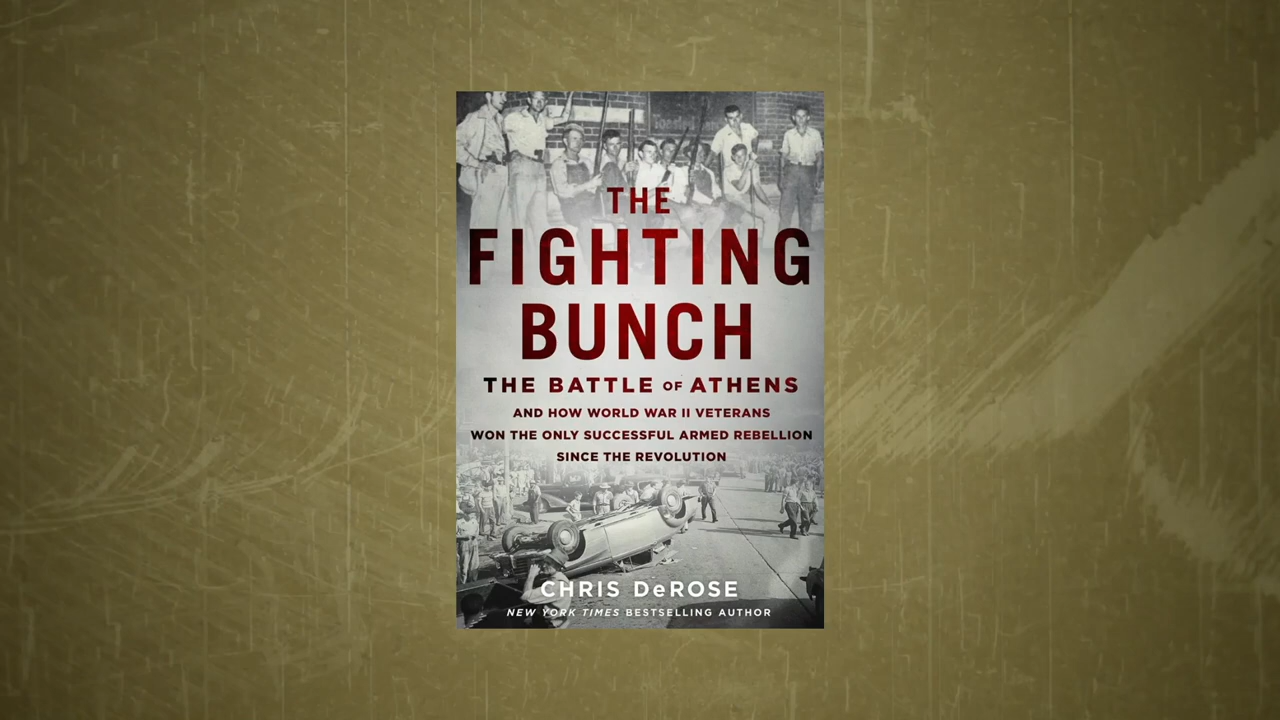 THE
FIGHTING
BUNCH
THE BATTLE OF ATHENS
AND HOW WORLD WAR II VETERANS
WON THE ONLY SUCCESSFUL ARMED REBELLION
SINCE THE REVOLUTION
CHRIS DeROSE
NEW YORK TIMES BESTSELLING AUTHOR